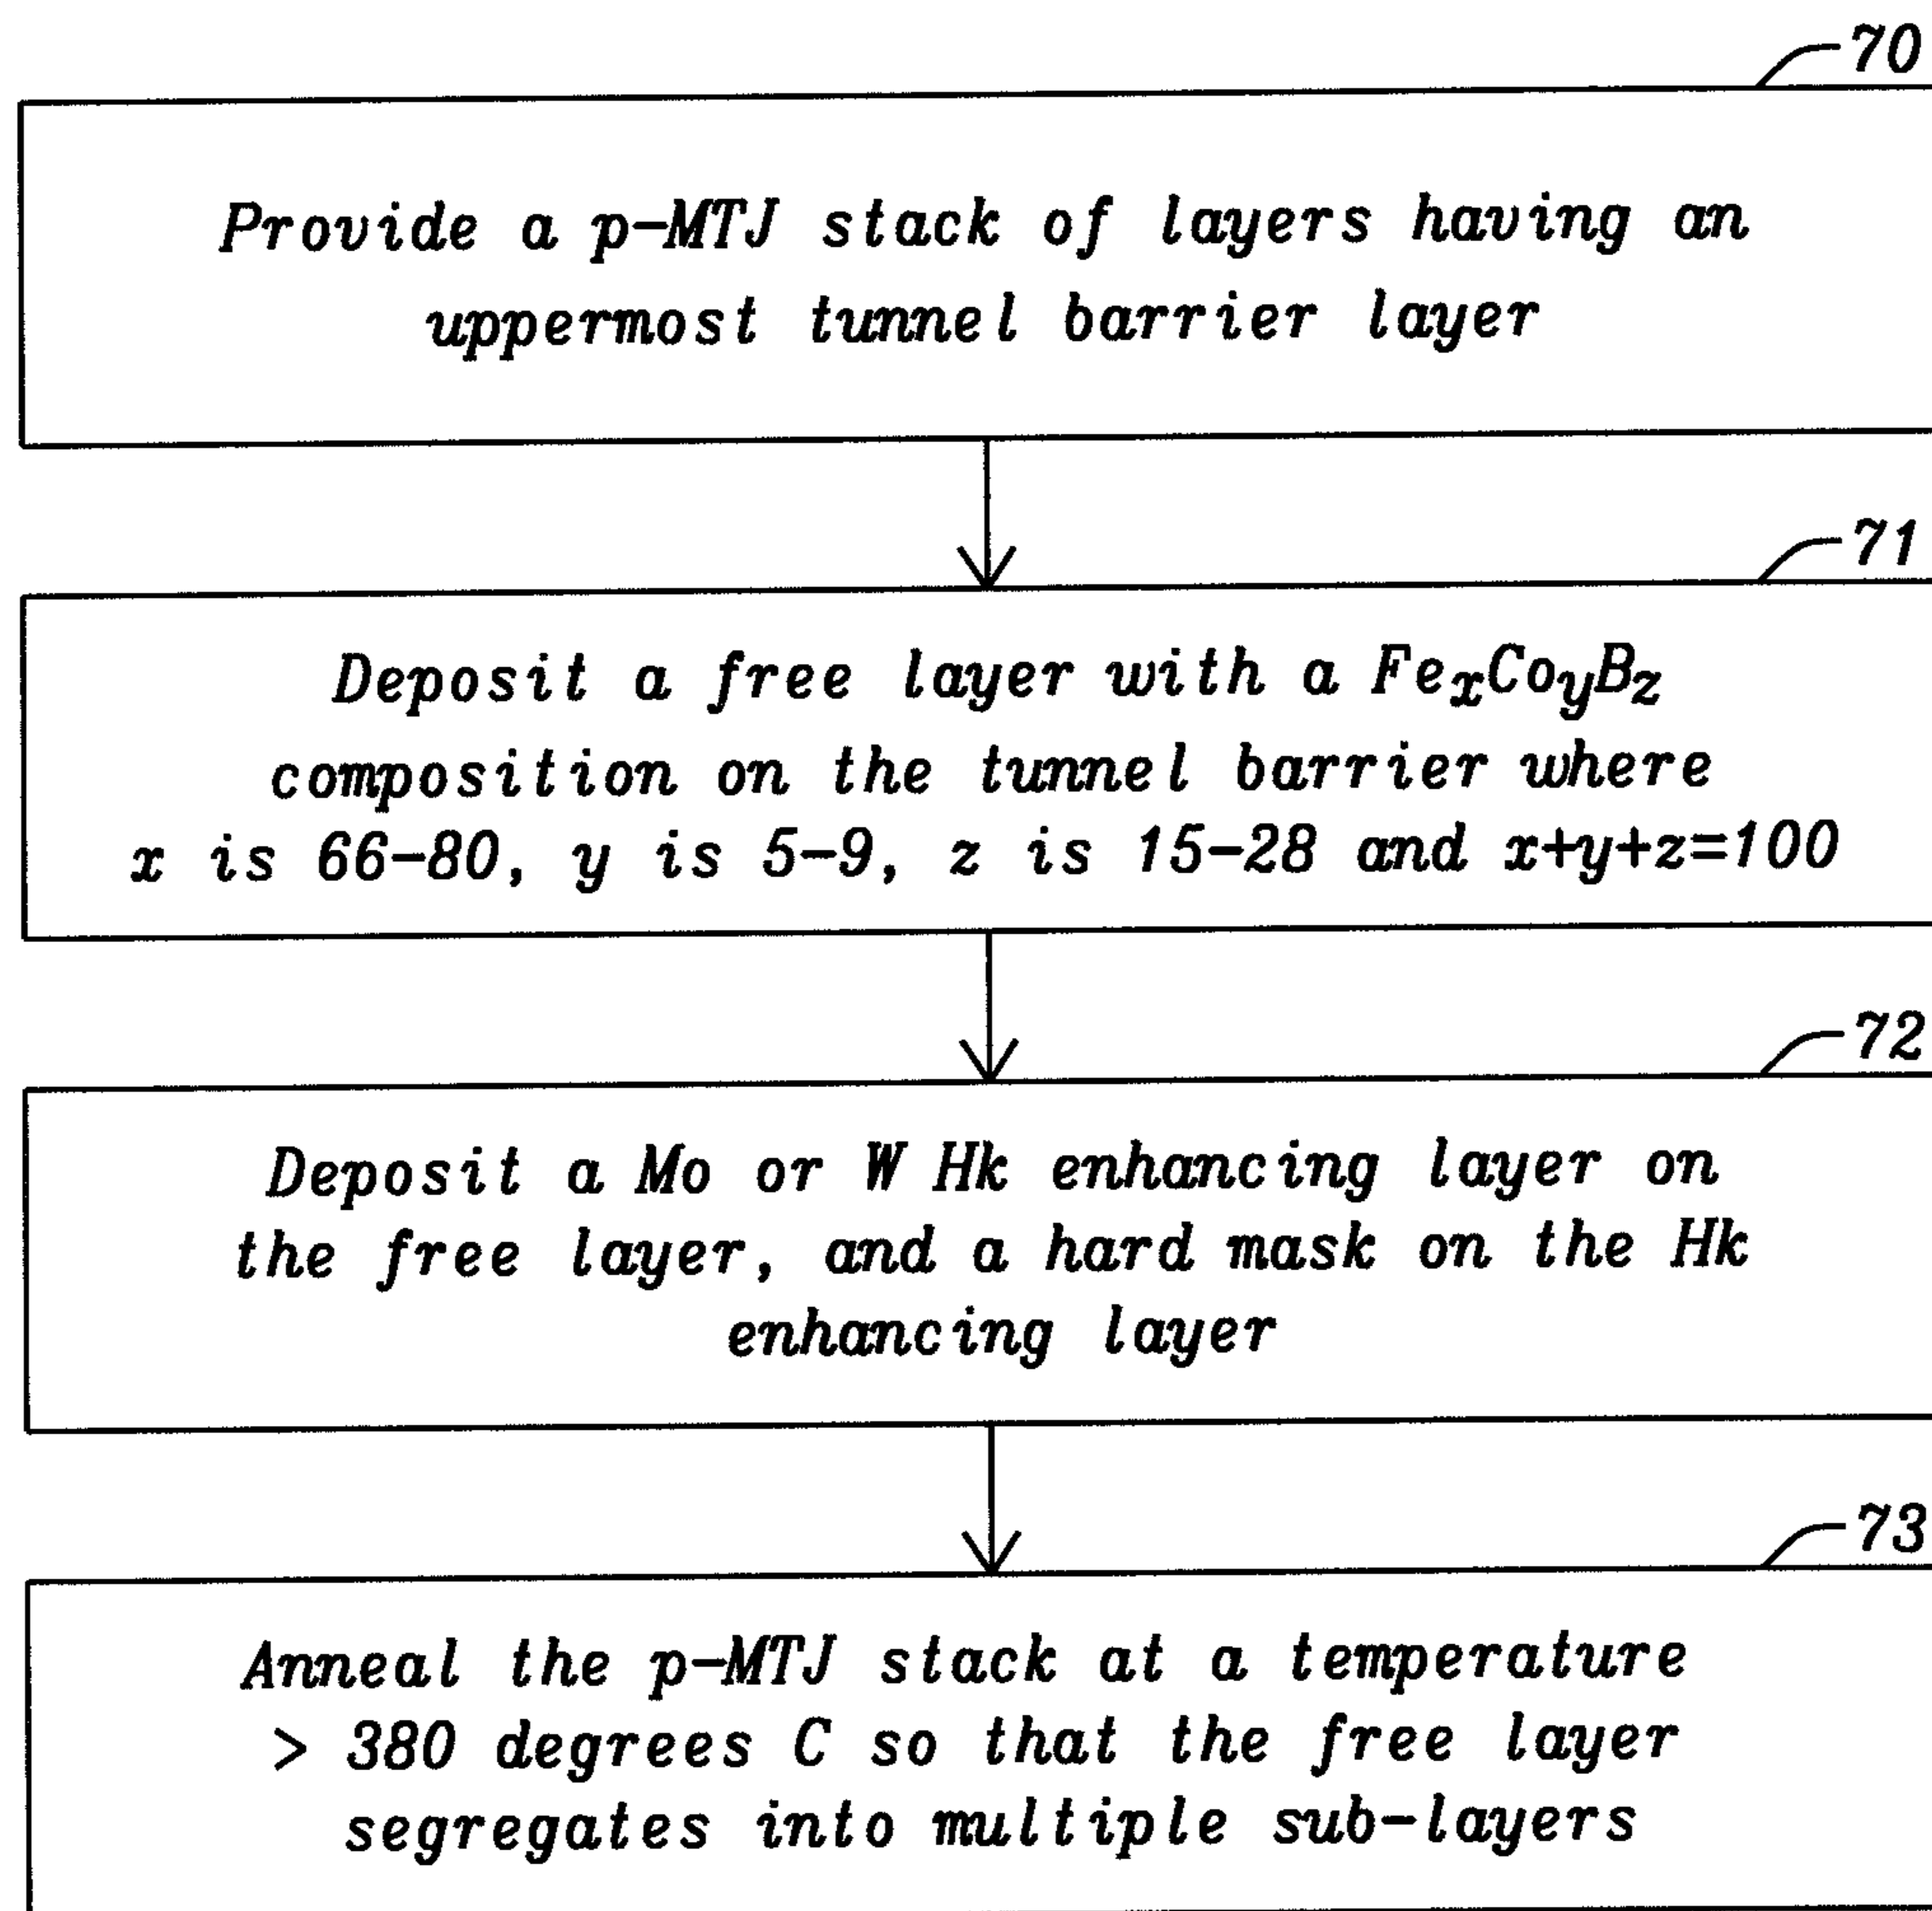 70
Provide a p-MTJ stack of layers having an
uppermost tunnel barrier layer
71
Deposit a free layer with a FexCoyBz
composition on the tunnel barrier where
x is 66-80, y is 5-9, z is 15-28 and x+y+z=100
72
Deposit a Mo or W Hk enhancing layer on
the free layer, and a hard mask on the Hk
enhancing layer
73
Anneal the p-MTJ stack at a temperature
> 380 degrees C so that the free layer
segregates into multiple sub-layers